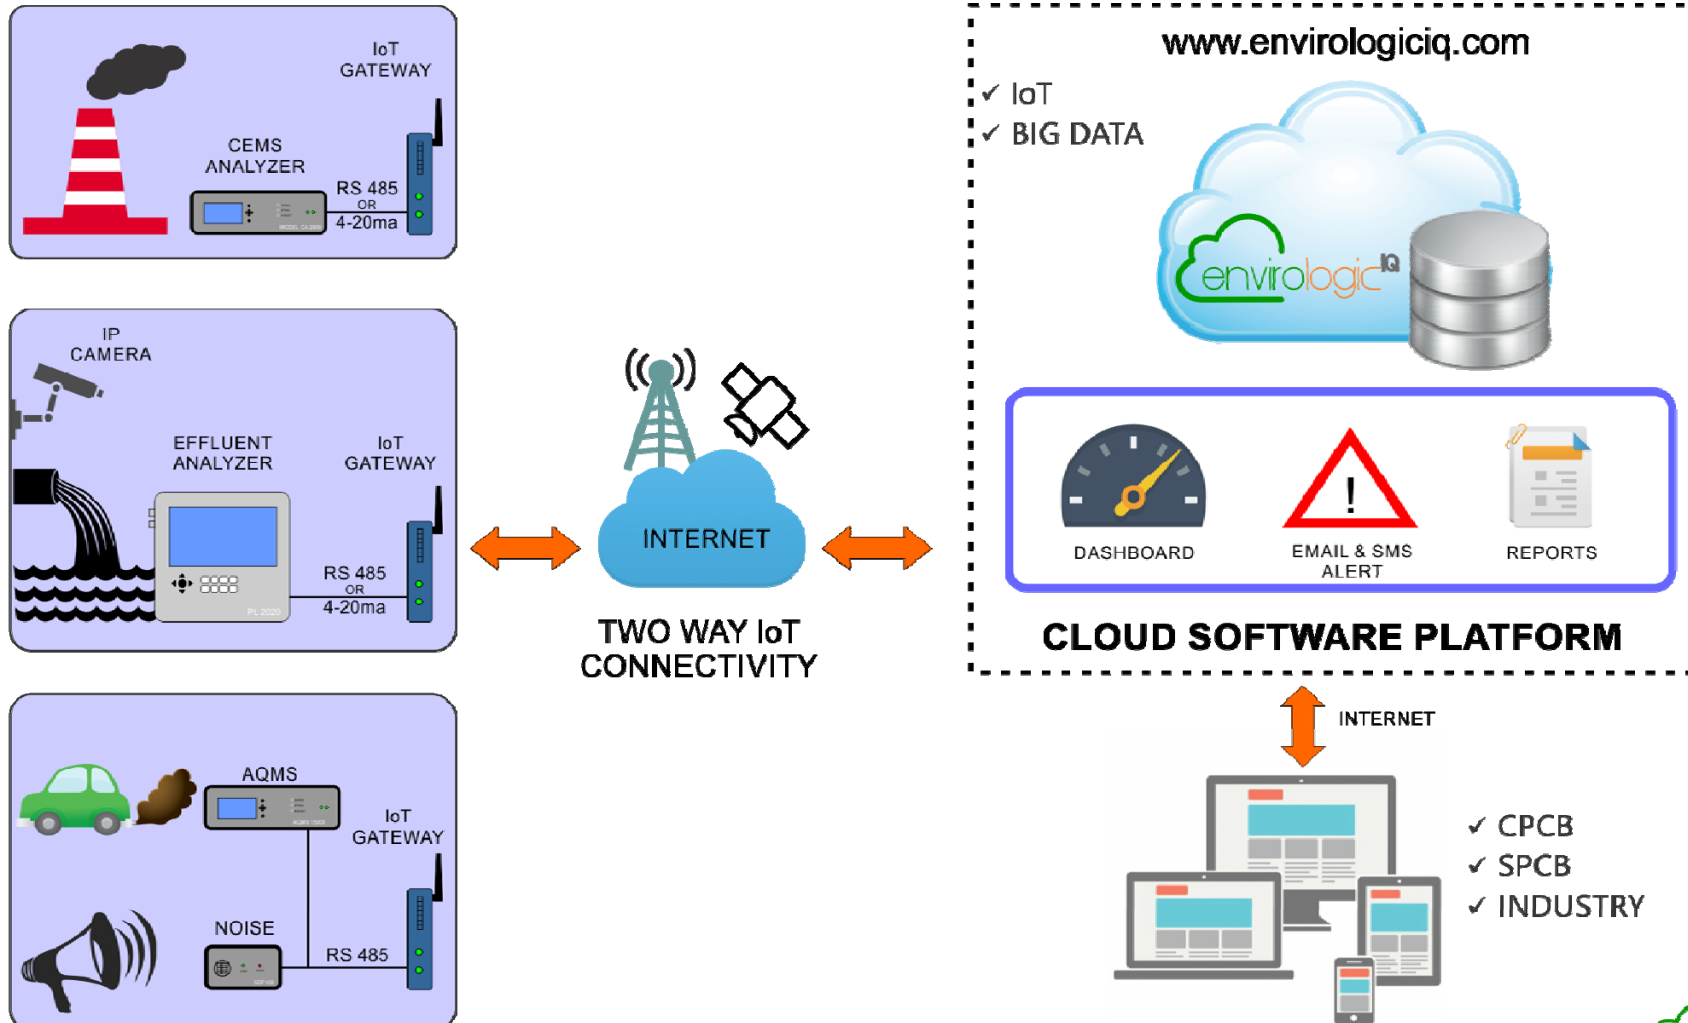 IoT
GATEWAY
CEMS
ANALYZER
RS 485
OR
4-20ma
IP
CAMERA
EFFLUENT
ANALYZER
IoT
GATEWAY
RS 485
OR
4-20ma
PL 2020
AQMS
IoT
GATEWAY
NOISE
RS 485
INTERNET
TWO WAY IoT
CONNECTIVITY
www.envirologiciq.com
✓ IoT
✓ BIG DATA
envirologic IQ
DASHBOARD
!
EMAIL & SMS
ALERT
REPORTS
CLOUD SOFTWARE PLATFORM
INTERNET
✓ CPCB
✓ SPCB
✓ INDUSTRY